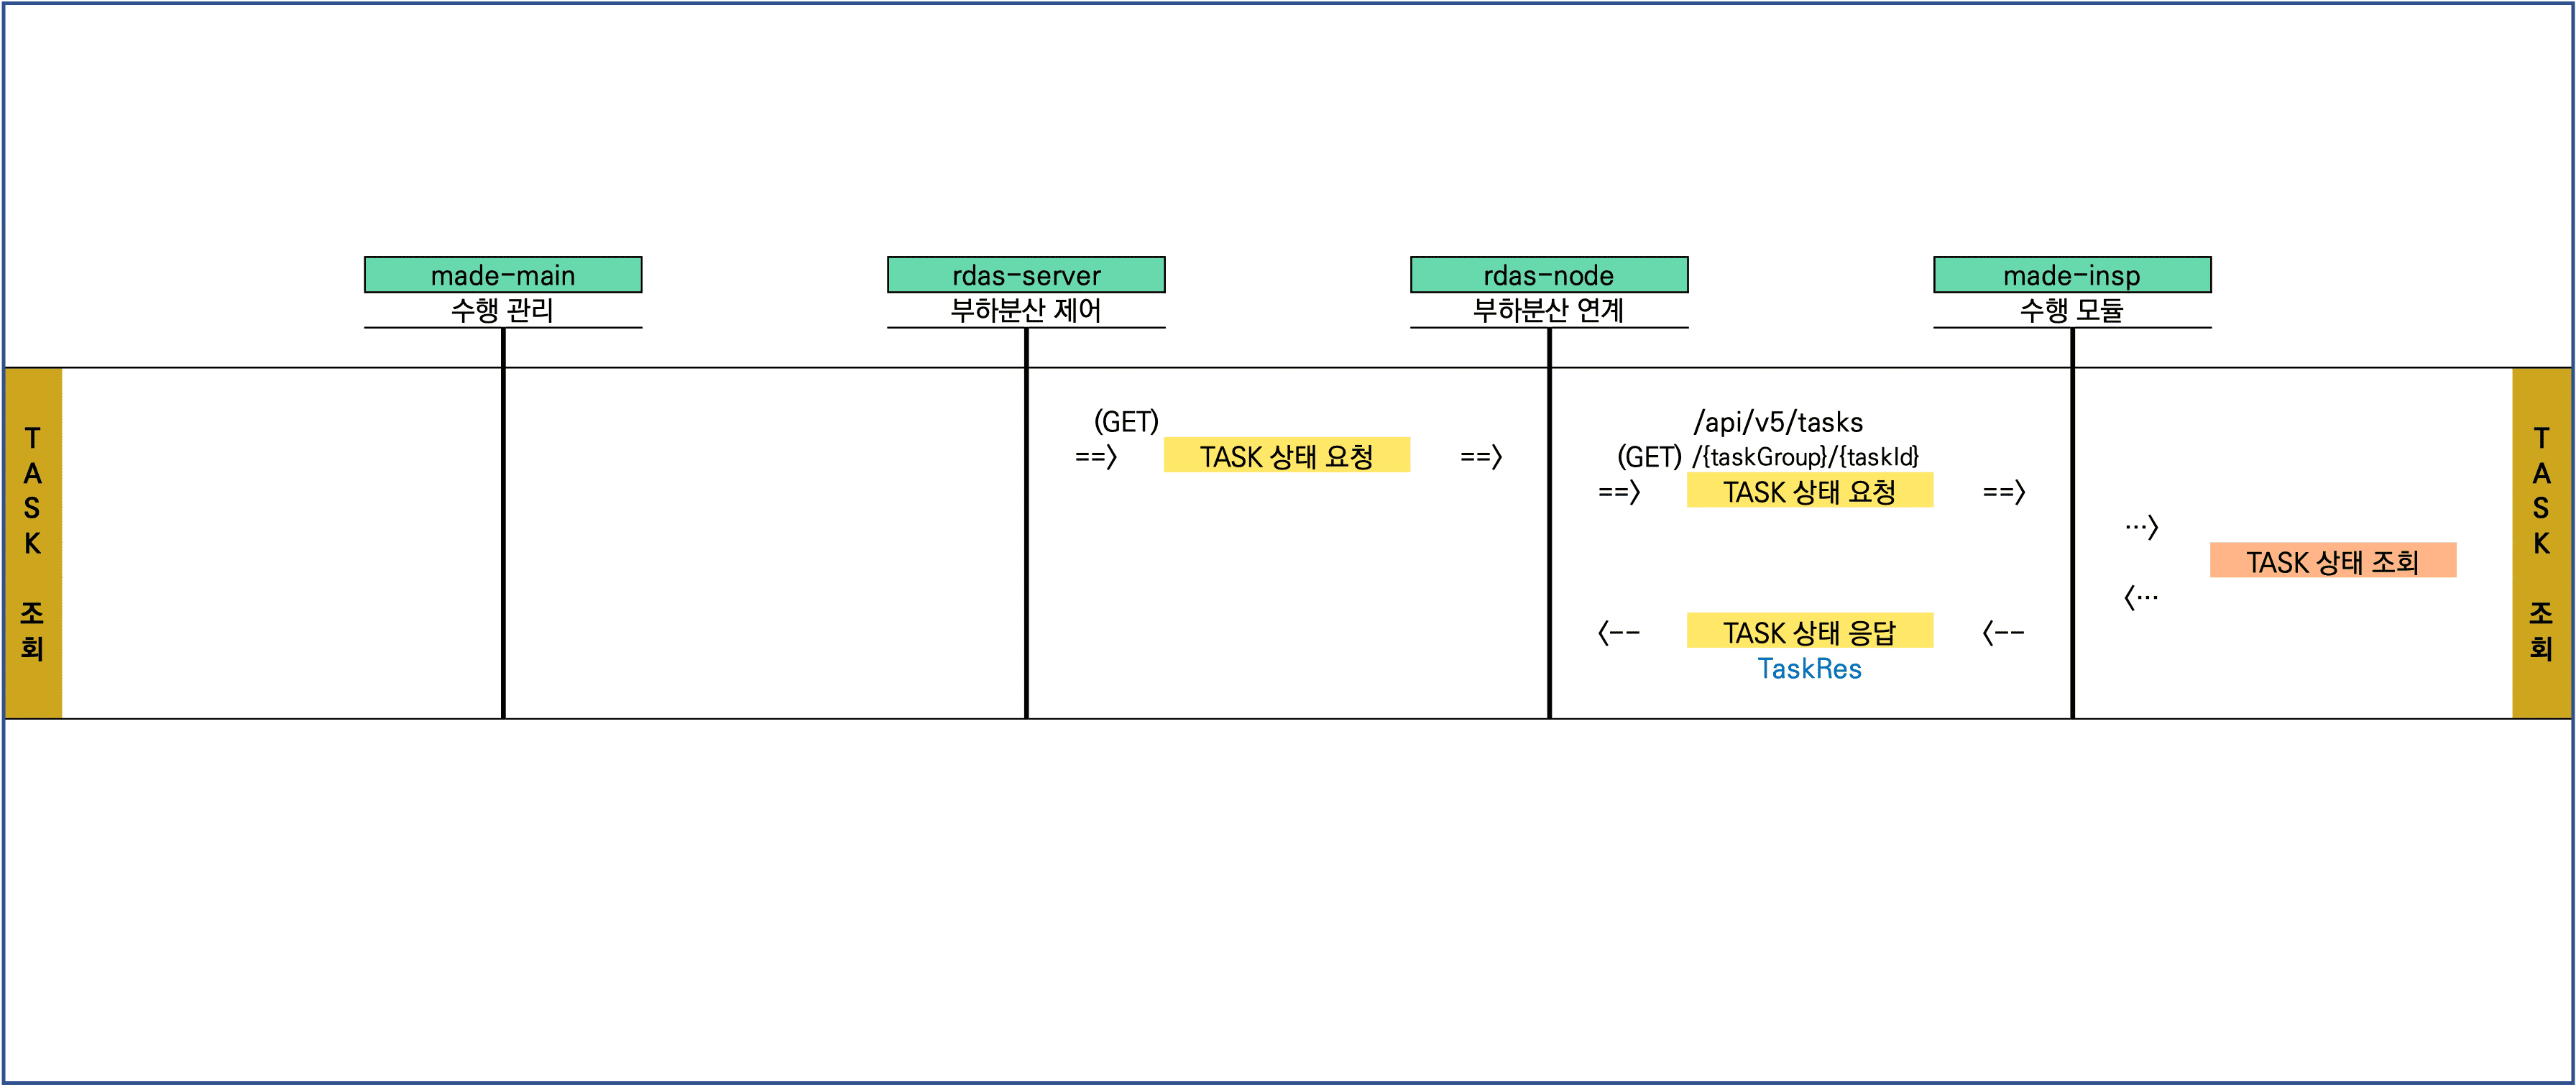 made-main
수행 관리
rdas-server
부하분산 제어
rdas-node
부하분산 연계
made-insp
수행 모듈
TASK 조회
(GET)
==> TASK 상태 요청 ==>
/api/v5/tasks
(GET) /{taskGroup}/{taskId}
==> TASK 상태 요청 ==>
···>
TASK 상태 조회
<···
<-- TASK 상태 응답 <--
TaskRes
TASK 조회